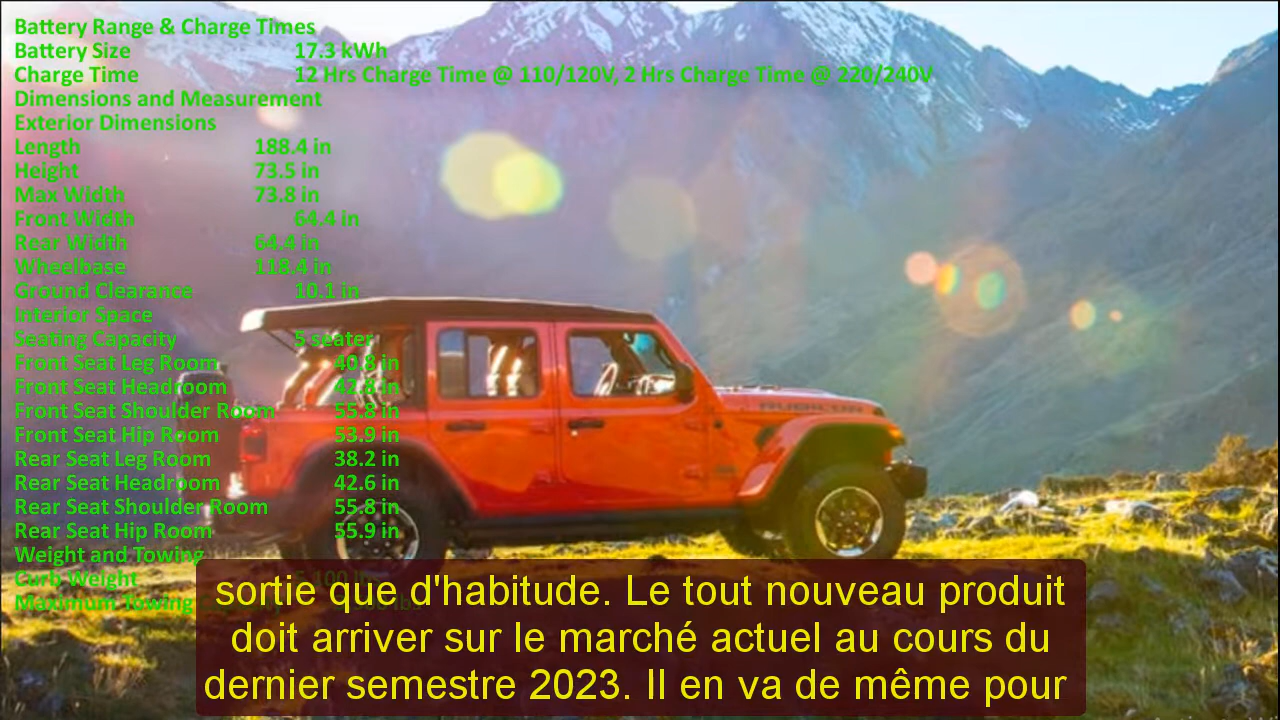 Battery Range & Charge Times
Battery Size 17.3 kWh
Charge Time 12 Hrs Charge Time @ 110/120V, 2 Hrs Charge Time @ 220/240V
Dimensions and Measurement
Exterior Dimensions
Length 188.4 in
Height 73.5 in
Max Width 73.8 in
Front Width 64.4 in
Rear Width 64.4 in
Wheelbase 118.4 in
Ground Clearance 10.1 in
Interior Space
Seating Capacity 5 seater
Front Seat Leg Room 40.8 in
Front Seat Headroom 42.8 in
Front Seat Shoulder Room 55.8 in
Front Seat Hip Room 53.9 in
Rear Seat Leg Room 38.2 in
Rear Seat Headroom 42.6 in
Rear Seat Shoulder Room 55.8 in
Rear Seat Hip Room 55.9 in
Weight and Towing
Curb Weight
Maximum Towing
RUBICON
sortie que d'habitude. Le tout nouveau produit
doit arriver sur le marché actuel au cours du
dernier semestre 2023. Il en va de même pour